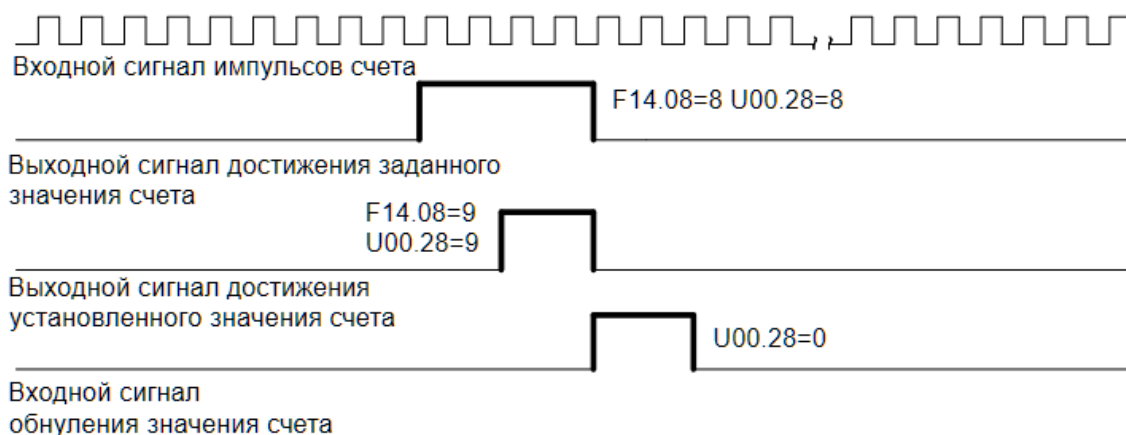 Входной сигнал импульсов счета
F14.08=8 U00.28=8
Выходной сигнал достижения заданного
значения счета
F14.08=9
U00.28=9
Выходной сигнал достижения
установленного значения счета
U00.28=0
Входной сигнал
обнуления значения счета